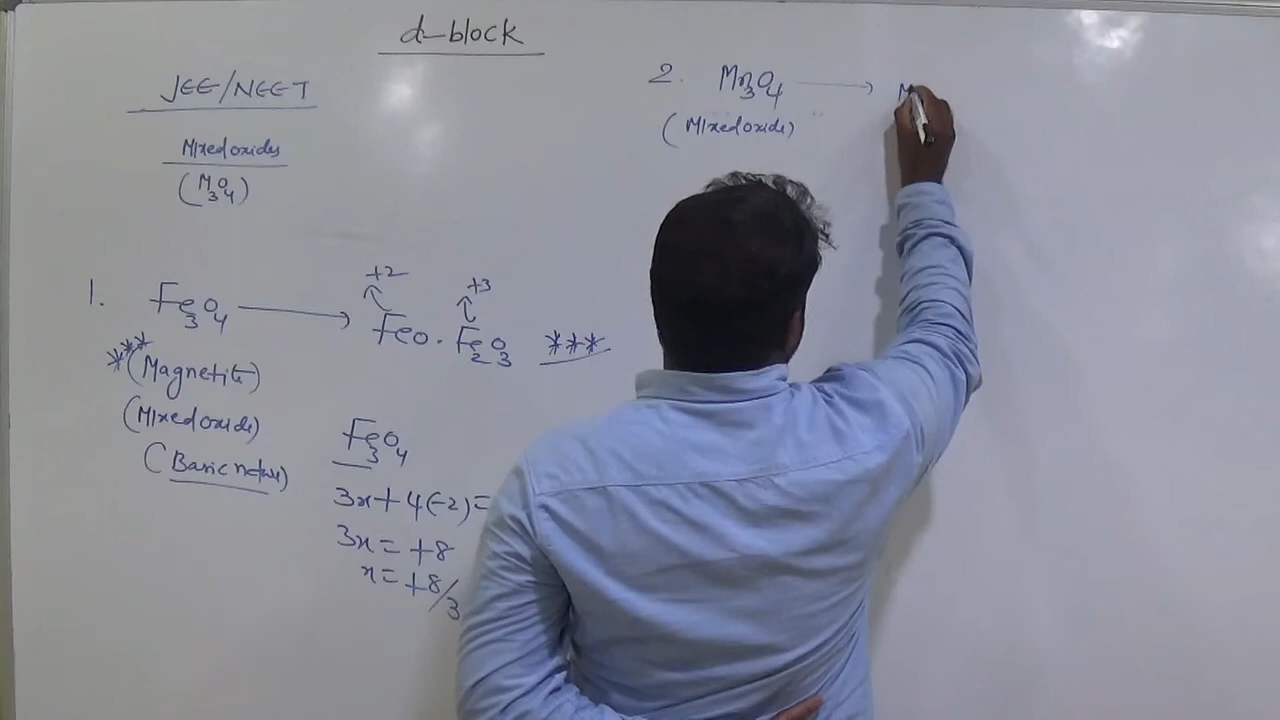 d-block
JEE/NEET
Mixed oxides
(M3O4)
1. Fe3O4 → FeO . Fe2O3 ***
+2 +3
*** (Magnetite)
(Mixed oxide)
(Basic nature)
Fe3O4
3x + 4(-2) =
3x = +8
x = +8/3
2. Mn3O4 → M
(Mixed oxide)